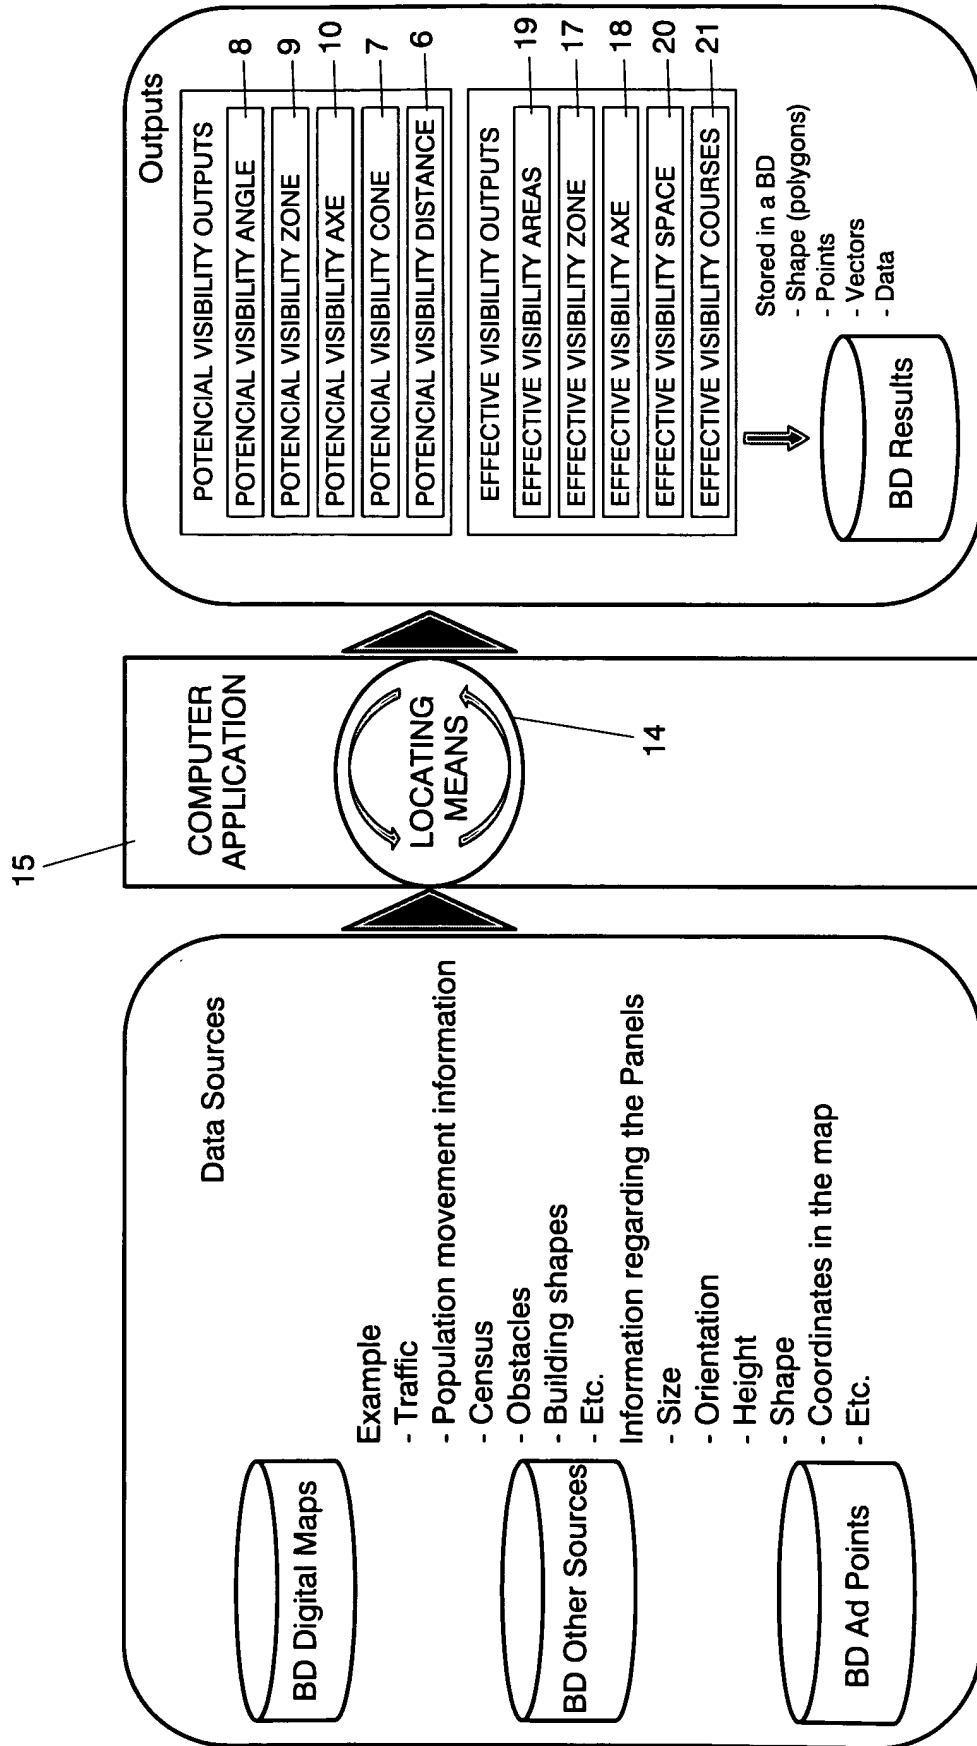 Data Sources
BD Digital Maps
BD Other Sources
BD Ad Points
Example
- Traffic
- Population movement information
- Census
- Obstacles
- Building shapes
- Etc.
Information regarding the Panels
- Size
- Orientation
- Height
- Shape
- Coordinates in the map
- Etc.
15
COMPUTER
APPLICATION
LOCATING
MEANS
14
Outputs
POTENCIAL VISIBILITY OUTPUTS
POTENCIAL VISIBILITY ANGLE 8
POTENCIAL VISIBILITY ZONE 9
POTENCIAL VISIBILITY AXE 10
POTENCIAL VISIBILITY CONE 7
POTENCIAL VISIBILITY DISTANCE 6
EFFECTIVE VISIBILITY OUTPUTS
EFFECTIVE VISIBILITY AREAS 19
EFFECTIVE VISIBILITY ZONE 17
EFFECTIVE VISIBILITY AXE 18
EFFECTIVE VISIBILITY SPACE 20
EFFECTIVE VISIBILITY COURSES 21
Stored in a BD
- Shape (polygons)
- Points
- Vectors
- Data
BD Results